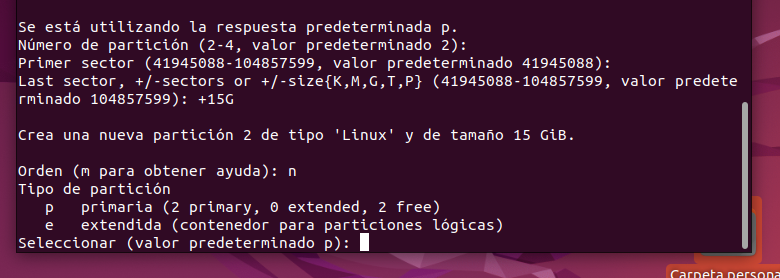 Se está utilizando la respuesta predeterminada p.
Número de partición (2-4, valor predeterminado 2):
Primer sector (41945088-104857599, valor predeterminado 41945088):
Last sector, +/-sectors or +/-size{K,M,G,T,P} (41945088-104857599, valor predete
rminado 104857599): +15G
Crea una nueva partición 2 de tipo 'Linux' y de tamaño 15 GiB.
Orden (m para obtener ayuda): n
Tipo de partición
p   primaria (2 primary, 0 extended, 2 free)
e   extendida (contenedor para particiones lógicas)
Seleccionar (valor predeterminado p):
Carpeta persona